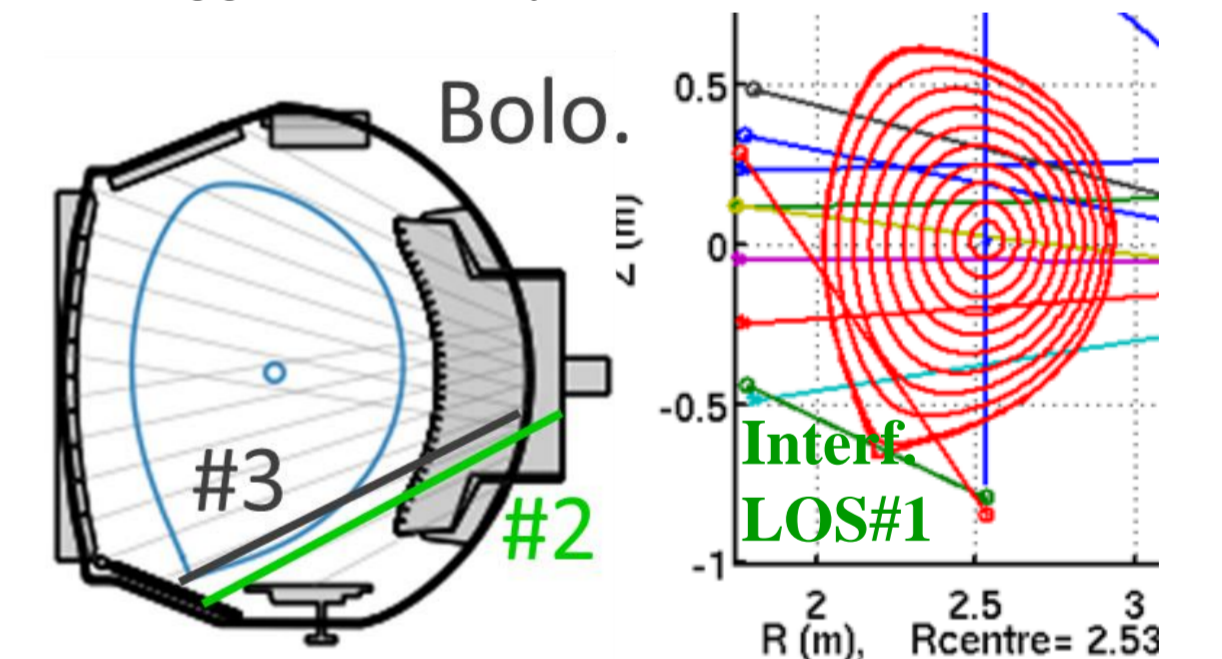 Bolo.
#3
#2
0.5
0
-0.5
-1
Z (m)
Interf.
LOS#1
2 2.5 3
R (m), Rcentre= 2.53